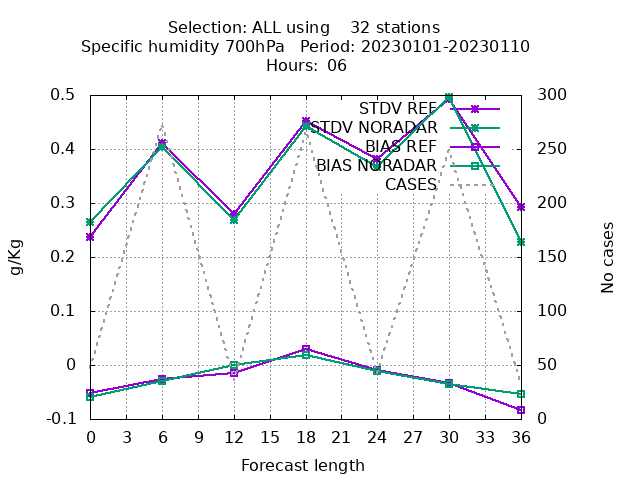 Selection: ALL using    32 stations
Specific humidity 700hPa   Period: 20230101-20230110
Hours: 06
0.5
0.4
0.3
0.2
0.1
0
-0.1
g/Kg
STDV REF
STDV NORADAR
BIAS REF
BIAS NORADAR
CASES
300
250
200
150
100
50
0
No cases
0 3 6 9 12 15 18 21 24 27 30 33 36
Forecast length